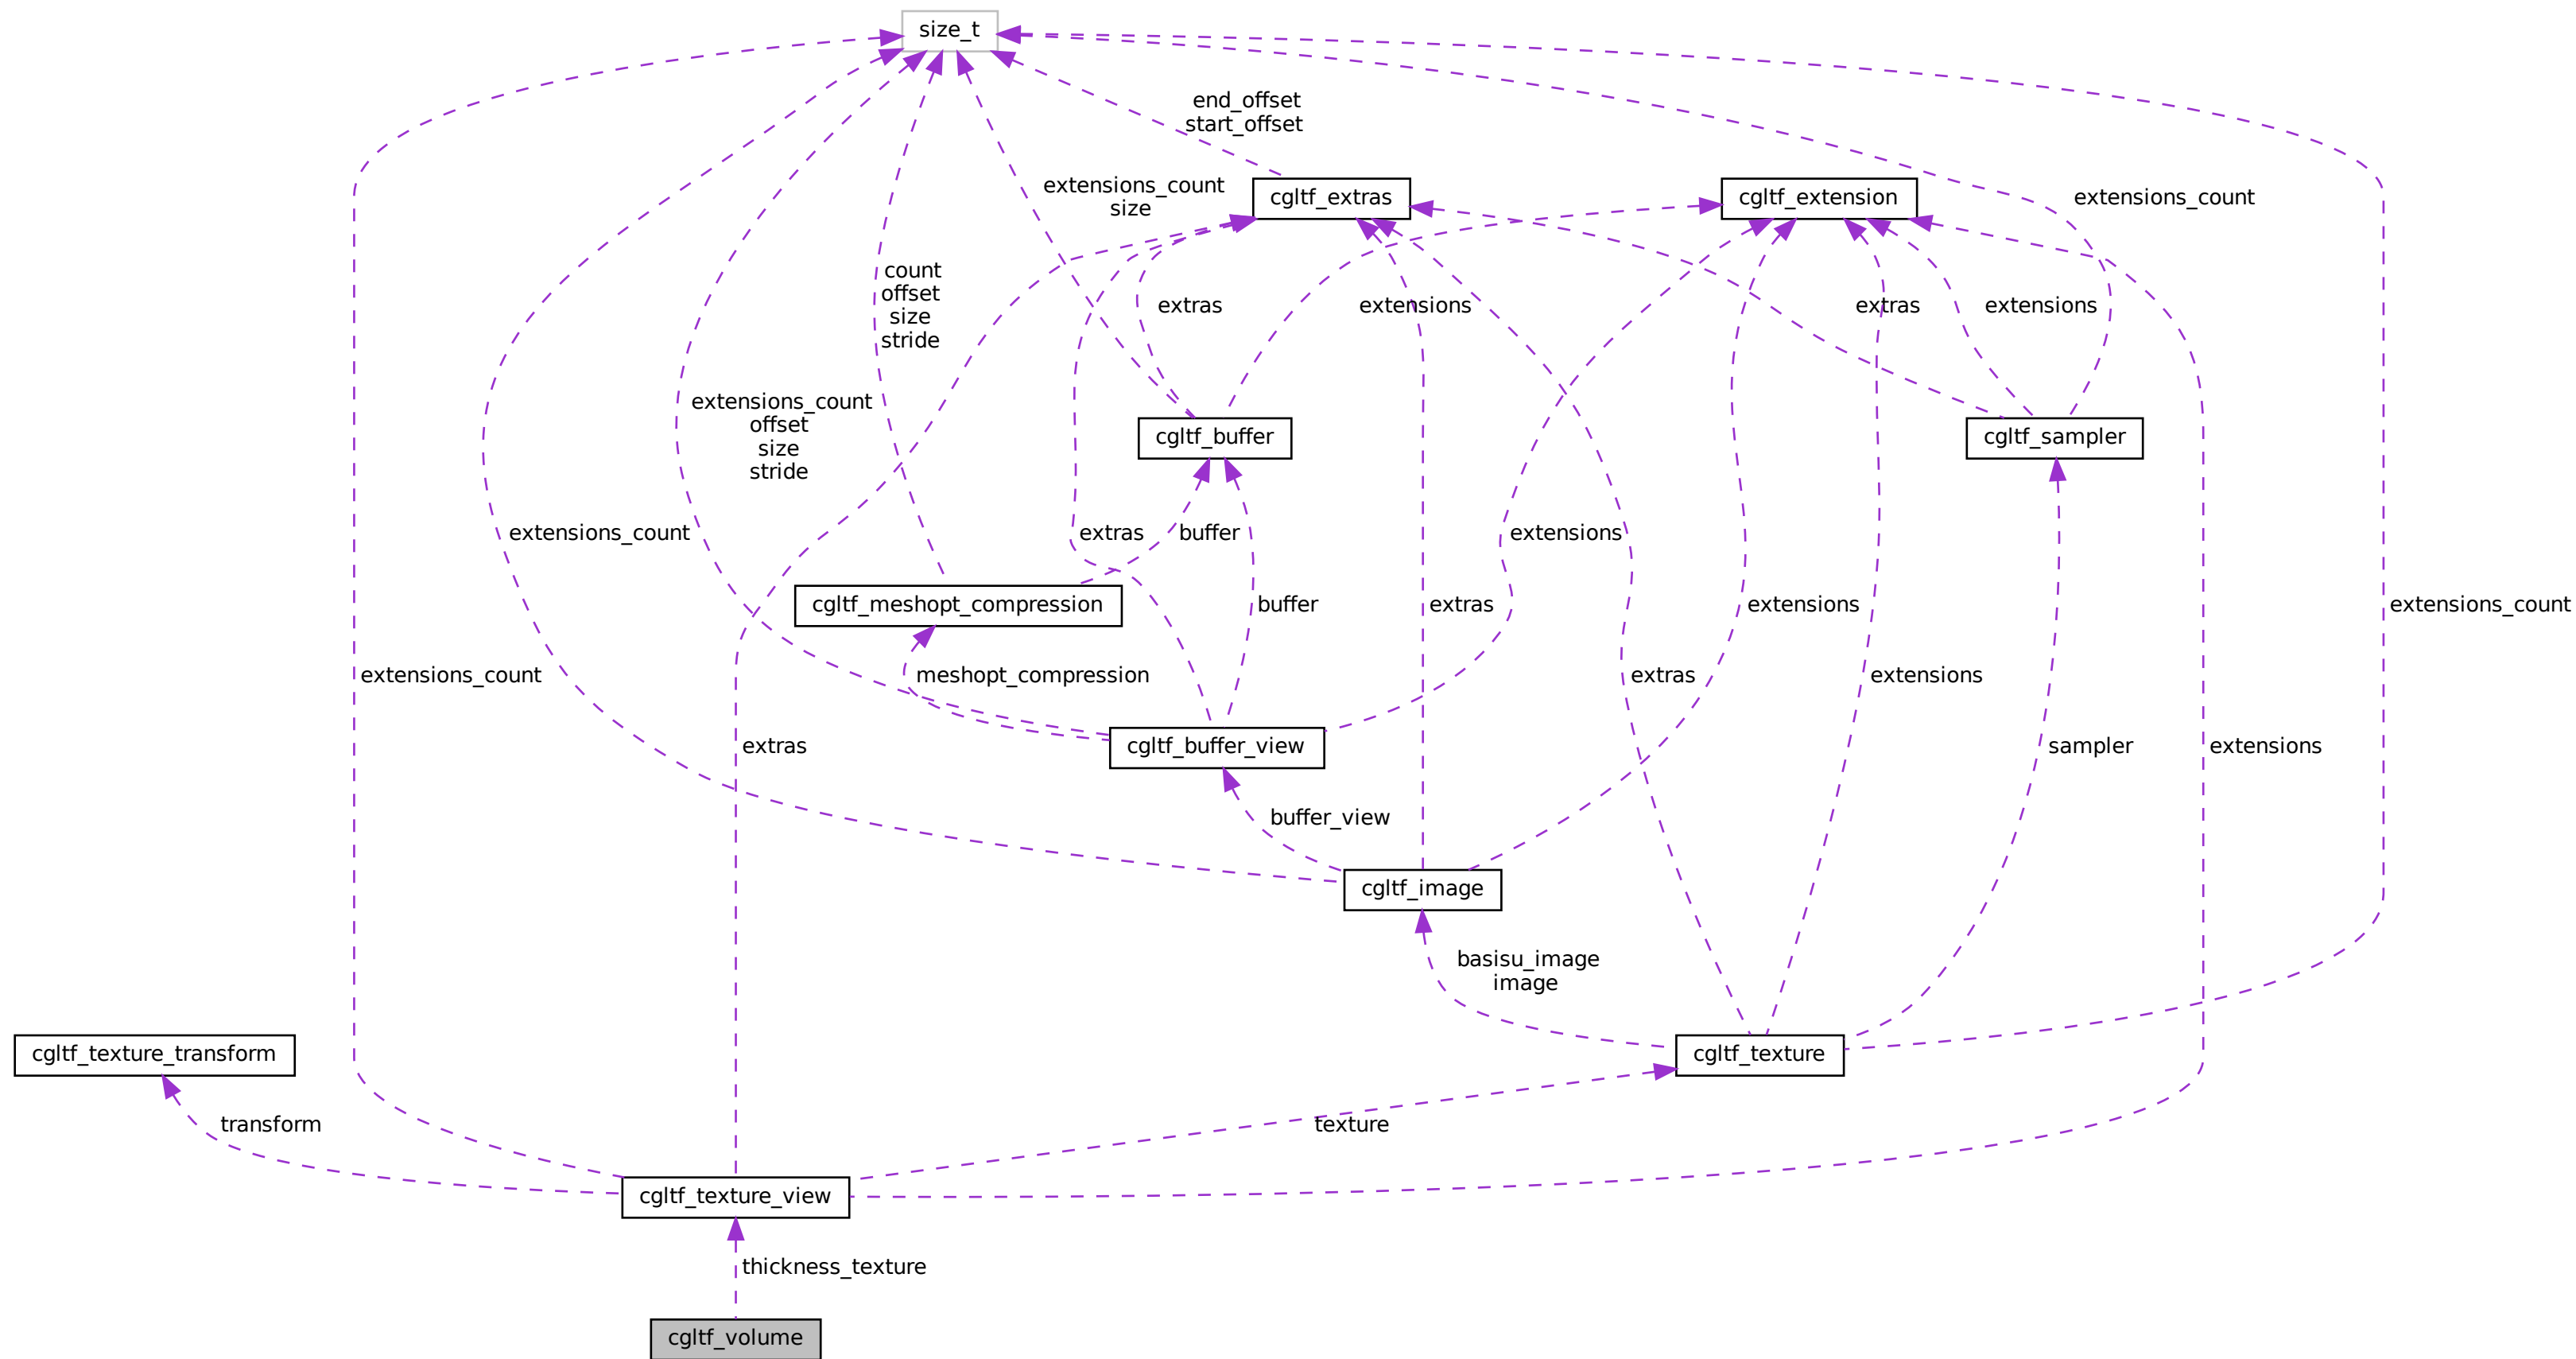 size_t
end_offset
start_offset
extensions_count
size
cgltf_extras
cgltf_extension
extensions_count
count
offset
size
stride
extras
extensions
extras
extensions
extensions_count
offset
size
stride
cgltf_buffer
cgltf_sampler
extensions_count
extras
buffer
extensions
cgltf_meshopt_compression
buffer
extras
extensions
extensions_count
extensions_count
meshopt_compression
extras
extensions
extras
cgltf_buffer_view
sampler
extensions
buffer_view
cgltf_image
basisu_image
image
cgltf_texture_transform
cgltf_texture
transform
texture
cgltf_texture_view
thickness_texture
cgltf_volume